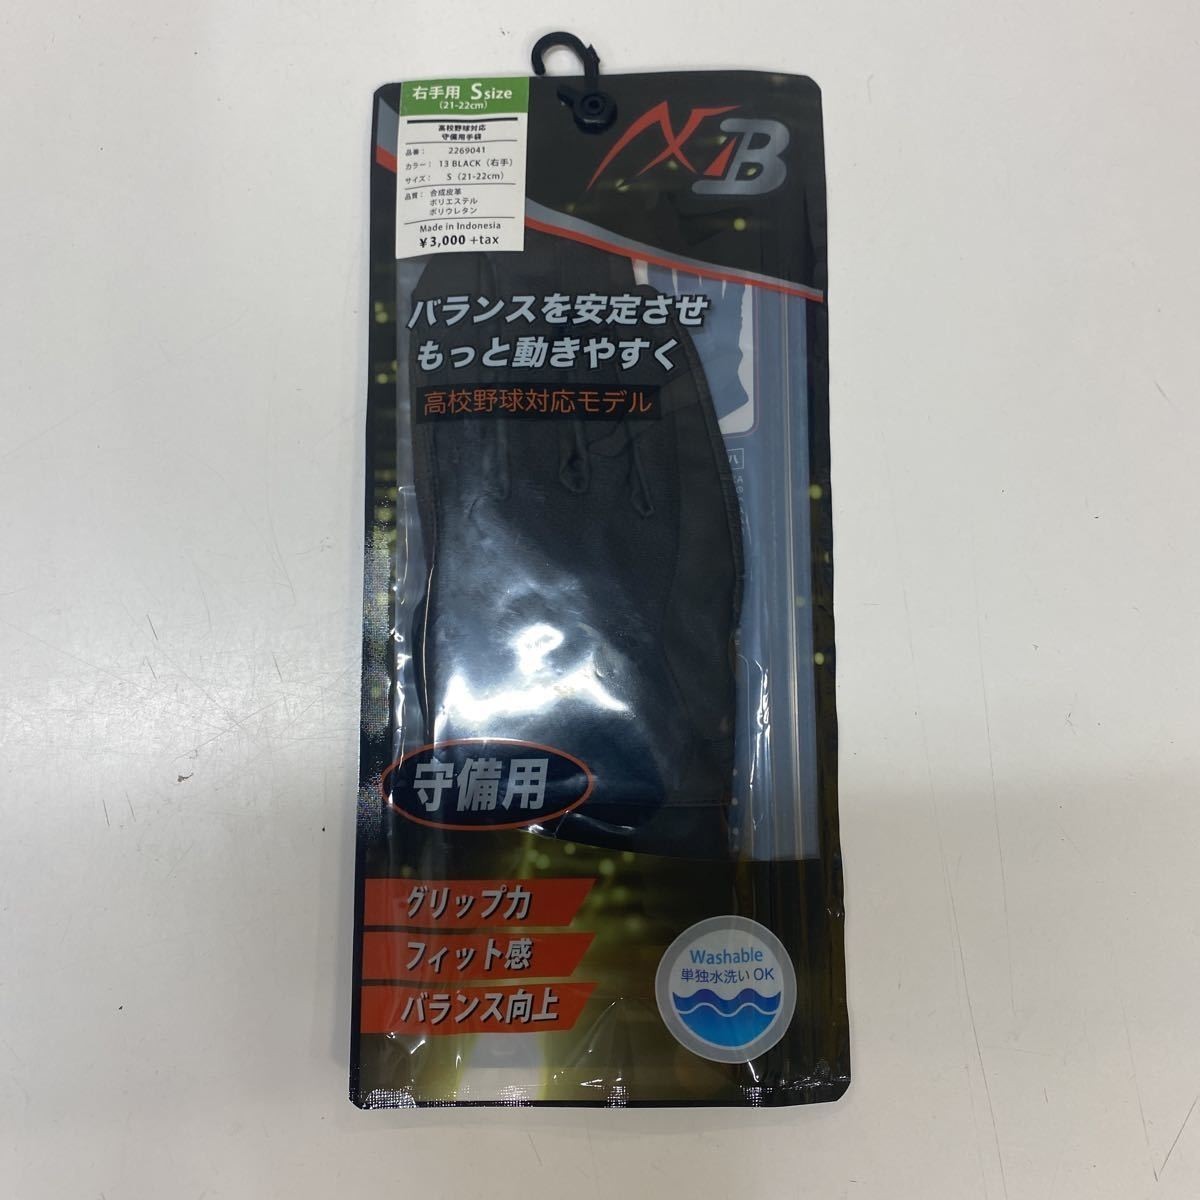 右手用 S size
(21-22cm)
高校野球対応
守備用手袋
品番： 2269041
カラー： 13 BLACK（右手）
サイズ： S（21-22cm）
品質： 合成皮革
ポリエステル
ポリウレタン
Made in Indonesia
￥3,000 +tax
B
バランスを安定させ
もっと動きやすく
高校野球対応モデル
守備用
グリップ力
フィット感
バランス向上
Washable
単独水洗い OK